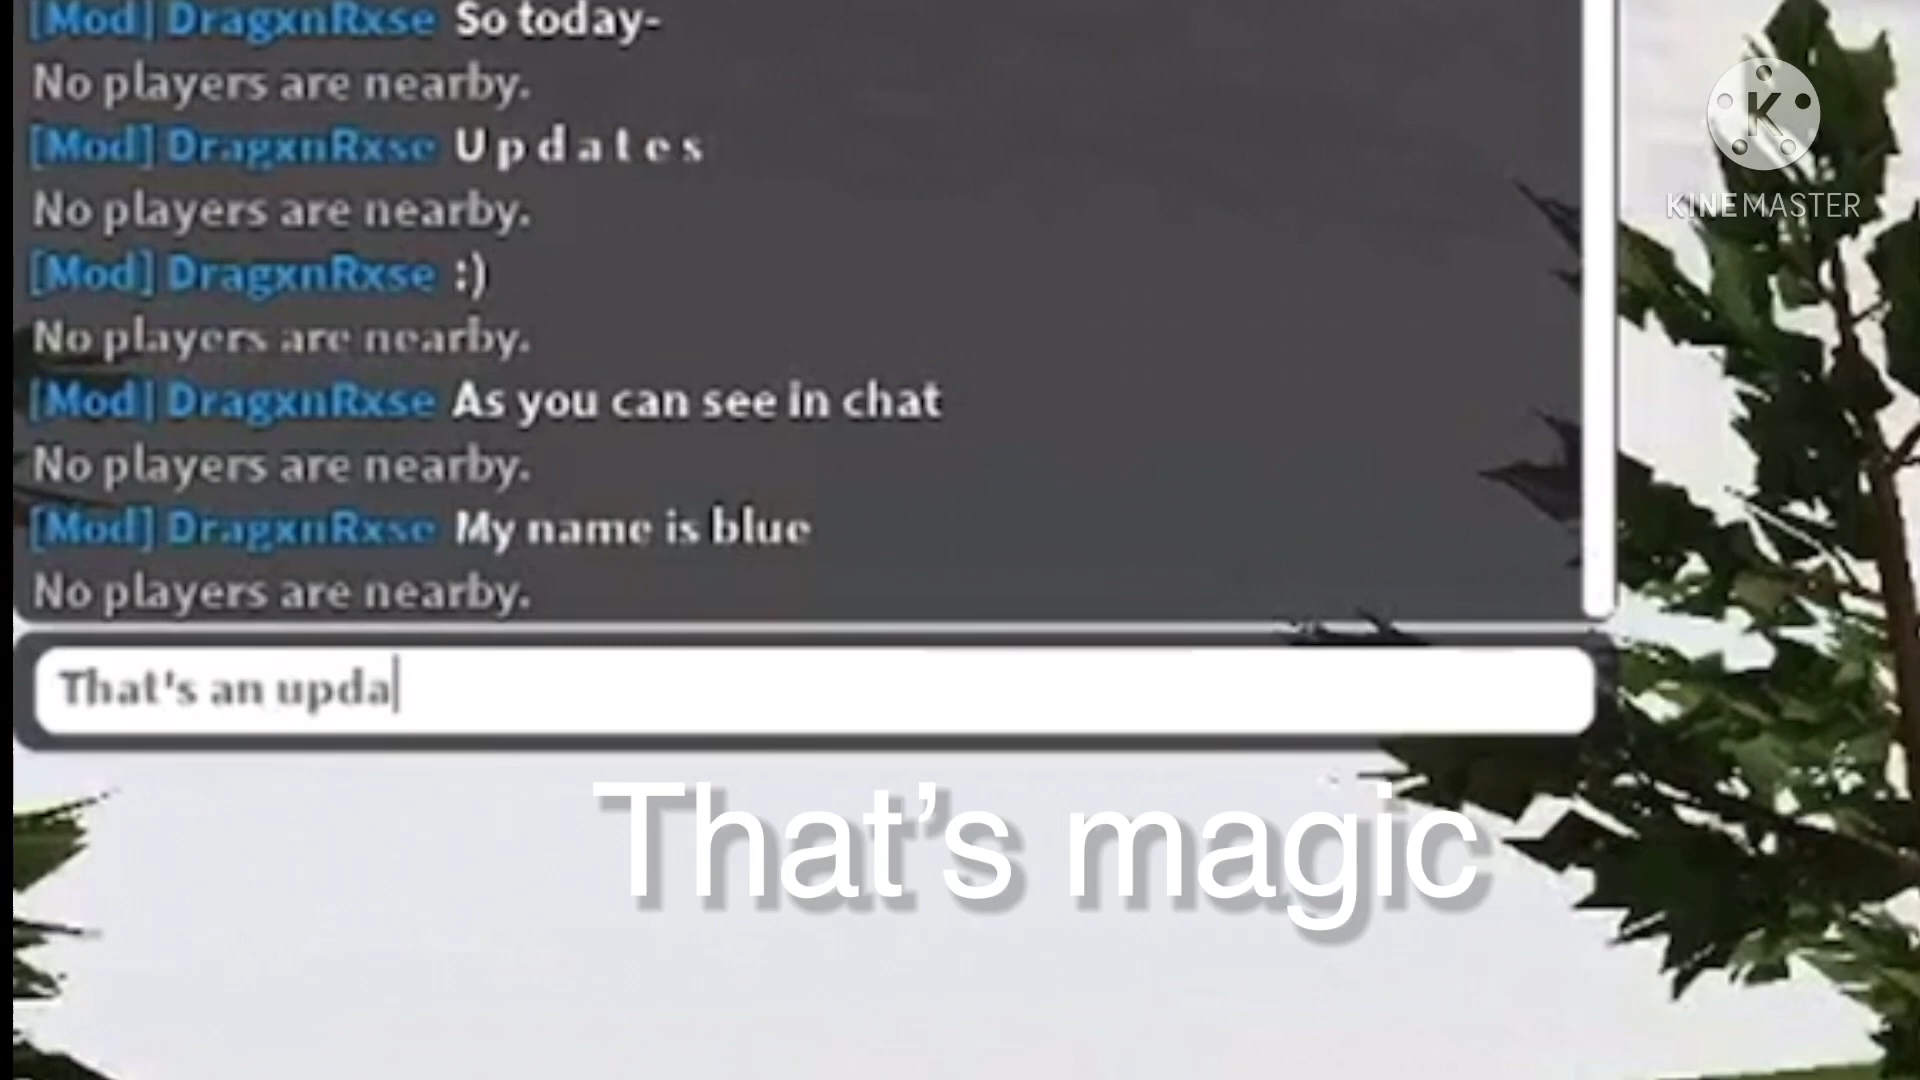 [Mod] DragxnRxse So today-
No players are nearby.
[Mod] DragxnRxse U p d a t e s
No players are nearby.
[Mod] DragxnRxse :)
No players are nearby.
[Mod] DragxnRxse As you can see in chat
No players are nearby.
[Mod] DragxnRxse My name is blue
No players are nearby.
That's an upda
That’s magic
K
KINEMASTER